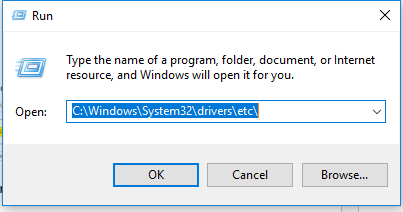 Run
Type the name of a program, folder, document, or Internet
resource, and Windows will open it for you.
Open: C:\Windows\System32\drivers\etc\
OK Cancel Browse...